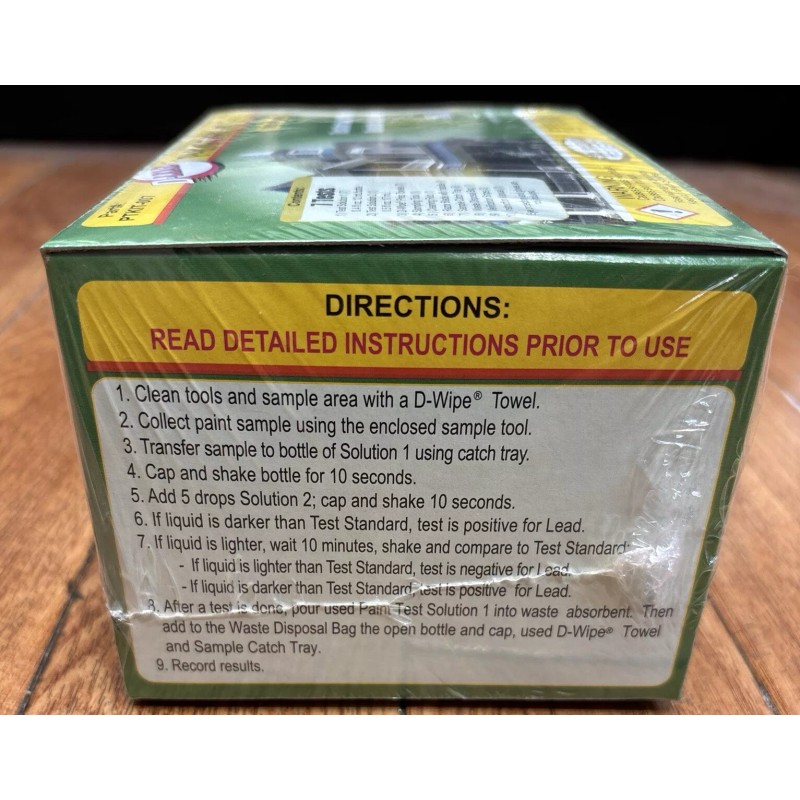 Part#
PTKIT-W1
Contents:
1 Tests
DIRECTIONS:
READ DETAILED INSTRUCTIONS PRIOR TO USE
1. Clean tools and sample area with a D-Wipe® Towel.
2. Collect paint sample using the enclosed sample tool.
3. Transfer sample to bottle of Solution 1 using catch tray.
4. Cap and shake bottle for 10 seconds.
5. Add 5 drops Solution 2; cap and shake 10 seconds.
6. If liquid is darker than Test Standard, test is positive for Lead.
7. If liquid is lighter, wait 10 minutes, shake and compare to Test Standard:
- If liquid is lighter than Test Standard, test is negative for Lead.
- If liquid is darker than Test Standard, test is positive for Lead.
8. After a test is done, pour used Paint Test Solution 1 into waste absorbent. Then
add to the Waste Disposal Bag the open bottle and cap, used D-Wipe® Towel
and Sample Catch Tray.
9. Record results.